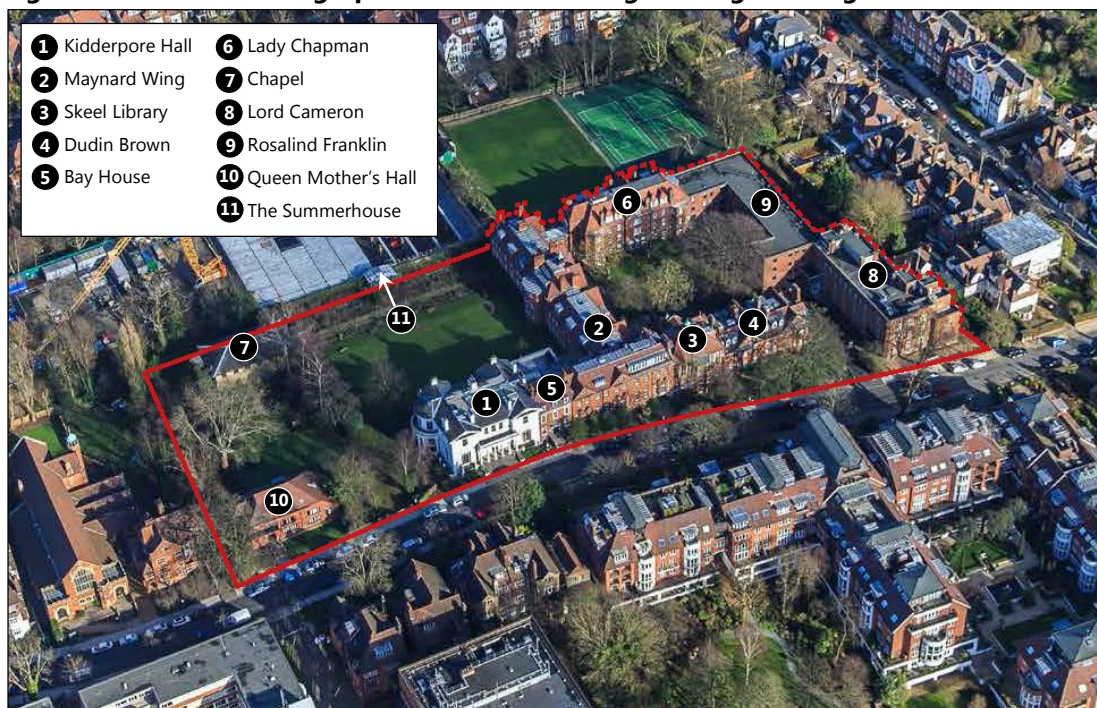 1 Kidderpore Hall
2 Maynard Wing
3 Skeel Library
4 Dudin Brown
5 Bay House
6 Lady Chapman
7 Chapel
8 Lord Cameron
9 Rosalind Franklin
10 Queen Mother's Hall
11 The Summerhouse
6
9
8
11
7
2
4
3
5
1
10